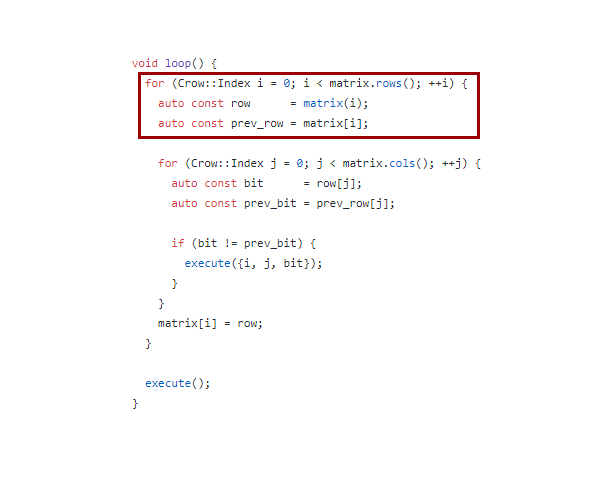 void loop() {
  for (Crow::Index i = 0; i < matrix.rows(); ++i) {
    auto const row      = matrix(i);
    auto const prev_row = matrix[i];

    for (Crow::Index j = 0; j < matrix.cols(); ++j) {
      auto const bit      = row[j];
      auto const prev_bit = prev_row[j];

      if (bit != prev_bit) {
        execute({i, j, bit});
      }
    }
    matrix[i] = row;
  }

  execute();
}